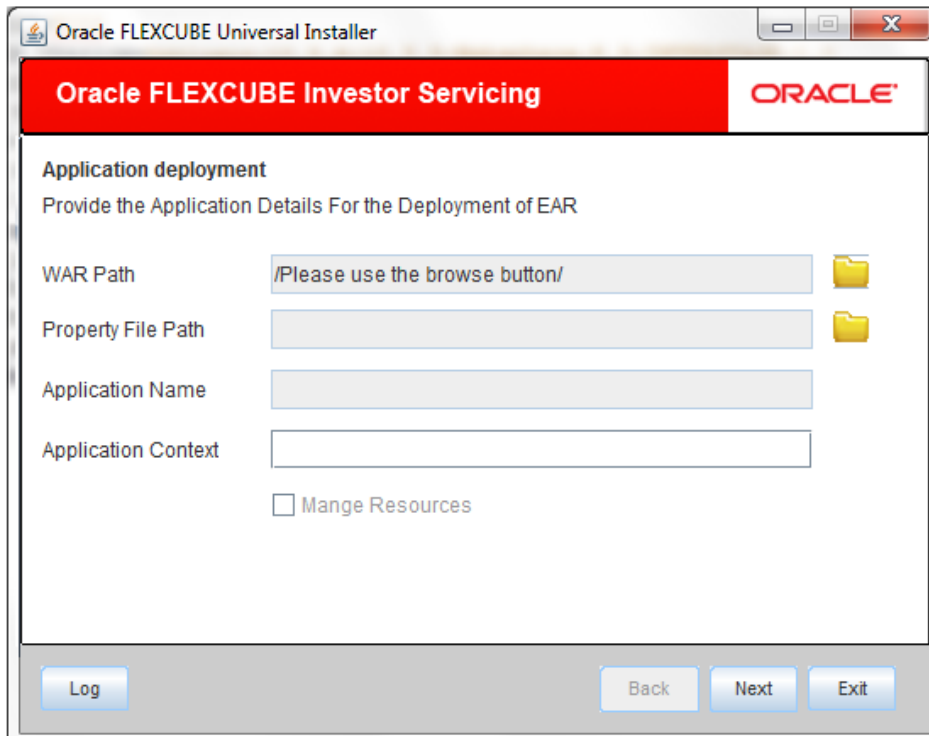 Oracle FLEXCUBE Universal Installer
Oracle FLEXCUBE Investor Servicing
ORACLE
Application deployment
Provide the Application Details For the Deployment of EAR
WAR Path
/Please use the browse button/
Property File Path
Application Name
Application Context
Mange Resources
Log
Back
Next
Exit